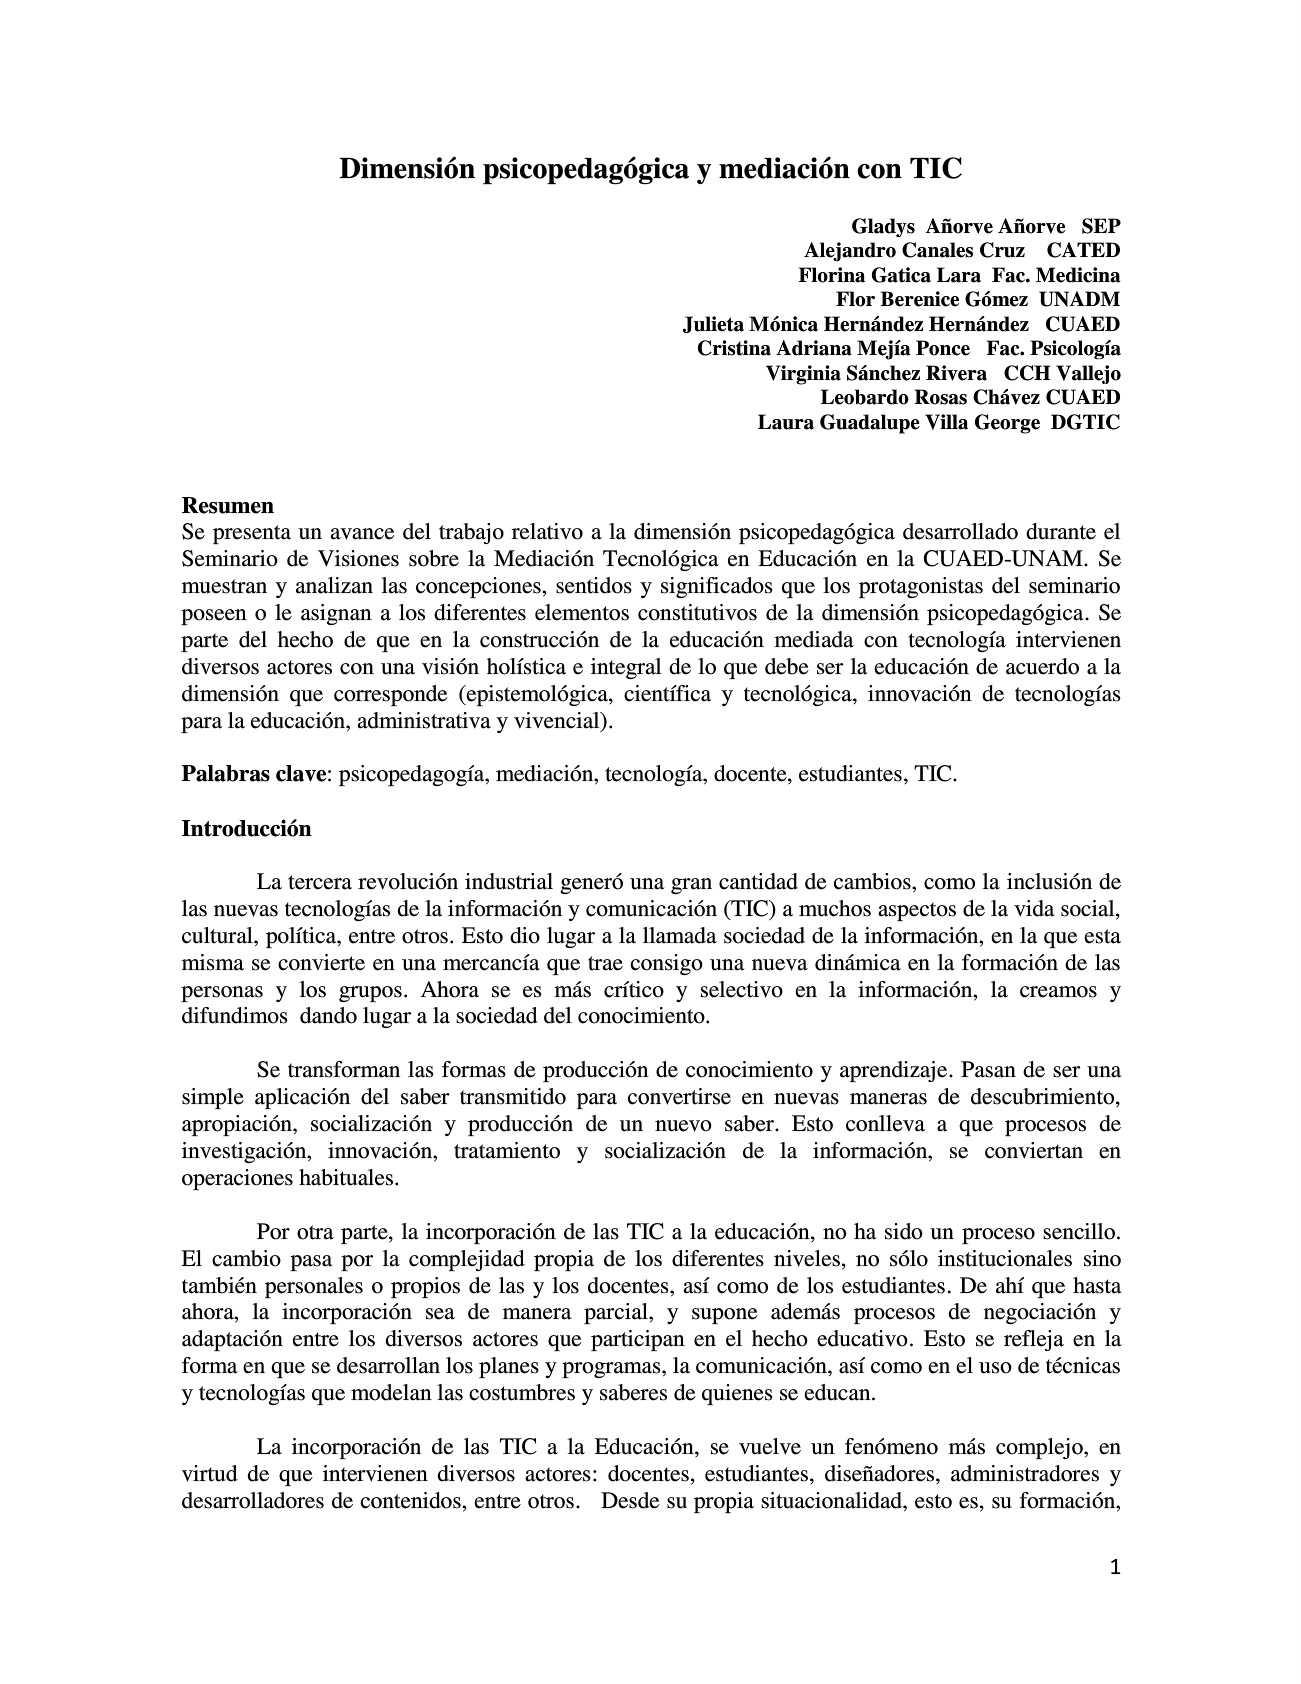 Dimensión psicopedagógica y mediación con TIC
Gladys Añorve Añorve SEP
Alejandro Canales Cruz CATED
Florina Gatica Lara Fac. Medicina
Flor Berenice Gómez UNADM
Julieta Mónica Hernández Hernández CUAED
Cristina Adriana Mejía Ponce Fac. Psicología
Virginia Sánchez Rivera CCH Vallejo
Leobardo Rosas Chávez CUAED
Laura Guadalupe Villa George DGTIC
Resumen
Se presenta un avance del trabajo relativo a la dimensión psicopedagógica desarrollado durante el
Seminario de Visiones sobre la Mediación Tecnológica en Educación en la CUAED-UNAM. Se
muestran y analizan las concepciones, sentidos y significados que los protagonistas del seminario
poseen o le asignan a los diferentes elementos constitutivos de la dimensión psicopedagógica. Se
parte del hecho de que en la construcción de la educación mediada con tecnología intervienen
diversos actores con una visión holística e integral de lo que debe ser la educación de acuerdo a la
dimensión que corresponde (epistemológica, científica y tecnológica, innovación de tecnologías
para la educación, administrativa y vivencial).
Palabras clave: psicopedagogía, mediación, tecnología, docente, estudiantes, TIC.
Introducción
La tercera revolución industrial generó una gran cantidad de cambios, como la inclusión de
las nuevas tecnologías de la información y comunicación (TIC) a muchos aspectos de la vida social,
cultural, política, entre otros. Esto dio lugar a la llamada sociedad de la información, en la que esta
misma se convierte en una mercancía que trae consigo una nueva dinámica en la formación de las
personas y los grupos. Ahora se es más crítico y selectivo en la información, la creamos y
difundimos dando lugar a la sociedad del conocimiento.
Se transforman las formas de producción de conocimiento y aprendizaje. Pasan de ser una
simple aplicación del saber transmitido para convertirse en nuevas maneras de descubrimiento,
apropiación, socialización y producción de un nuevo saber. Esto conlleva a que procesos de
investigación, innovación, tratamiento y socialización de la información, se conviertan en
operaciones habituales.
Por otra parte, la incorporación de las TIC a la educación, no ha sido un proceso sencillo.
El cambio pasa por la complejidad propia de los diferentes niveles, no sólo institucionales sino
también personales o propios de las y los docentes, así como de los estudiantes. De ahí que hasta
ahora, la incorporación sea de manera parcial, y supone además procesos de negociación y
adaptación entre los diversos actores que participan en el hecho educativo. Esto se refleja en la
forma en que se desarrollan los planes y programas, la comunicación, así como en el uso de técnicas
y tecnologías que modelan las costumbres y saberes de quienes se educan.
La incorporación de las TIC a la Educación, se vuelve un fenómeno más complejo, en
virtud de que intervienen diversos actores: docentes, estudiantes, diseñadores, administradores y
desarrolladores de contenidos, entre otros. Desde su propia situacionalidad, esto es, su formación,
1